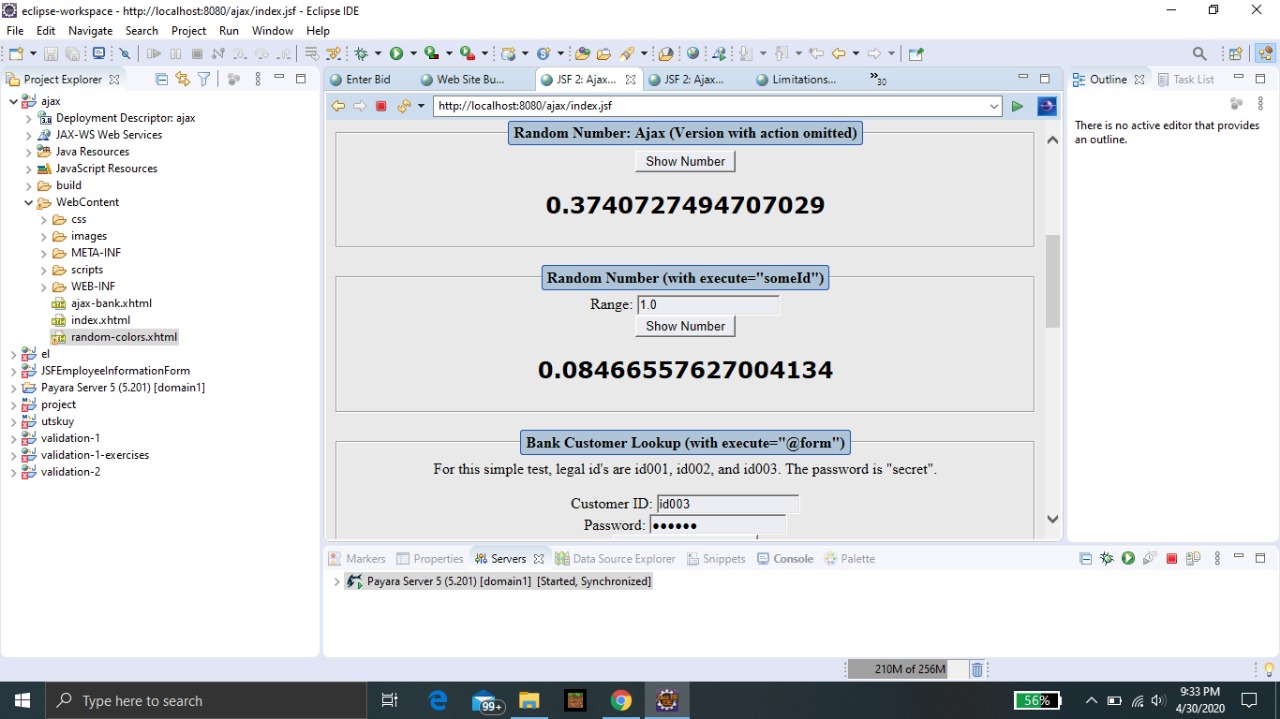 eclipse-workspace - http://localhost:8080/ajax/index.jsf - Eclipse IDE
File Edit Navigate Search Project Run Window Help
Project Explorer
ajax
Deployment Descriptor: ajax
JAX-WS Web Services
Java Resources
JavaScript Resources
build
WebContent
css
images
META-INF
scripts
WEB-INF
ajax-bank.xhtml
index.xhtml
random-colors.xhtml
el
JSFEmployeeInformationForm
Payara Server 5 (5.201) [domain1]
project
utskuy
validation-1
validation-1-exercises
validation-2
Enter Bid Web Site Bu... JSF 2: Ajax... JSF 2: Ajax... Limitations... »30
http://localhost:8080/ajax/index.jsf
Random Number: Ajax (Version with action omitted)
Show Number
0.3740727494707029
Random Number (with execute="someId")
Range: 1.0
Show Number
0.08466557627004134
Bank Customer Lookup (with execute="@form")
For this simple test, legal id's are id001, id002, and id003. The password is "secret".
Customer ID: id003
Password: ●●●●●●
Outline Task List
There is no active editor that provides
an outline.
Markers Properties Servers Data Source Explorer Snippets Console Palette
Payara Server 5 (5.201) [domain1] [Started, Synchronized]
210M of 256M
Type here to search
99+
56%
9:33 PM
4/30/2020